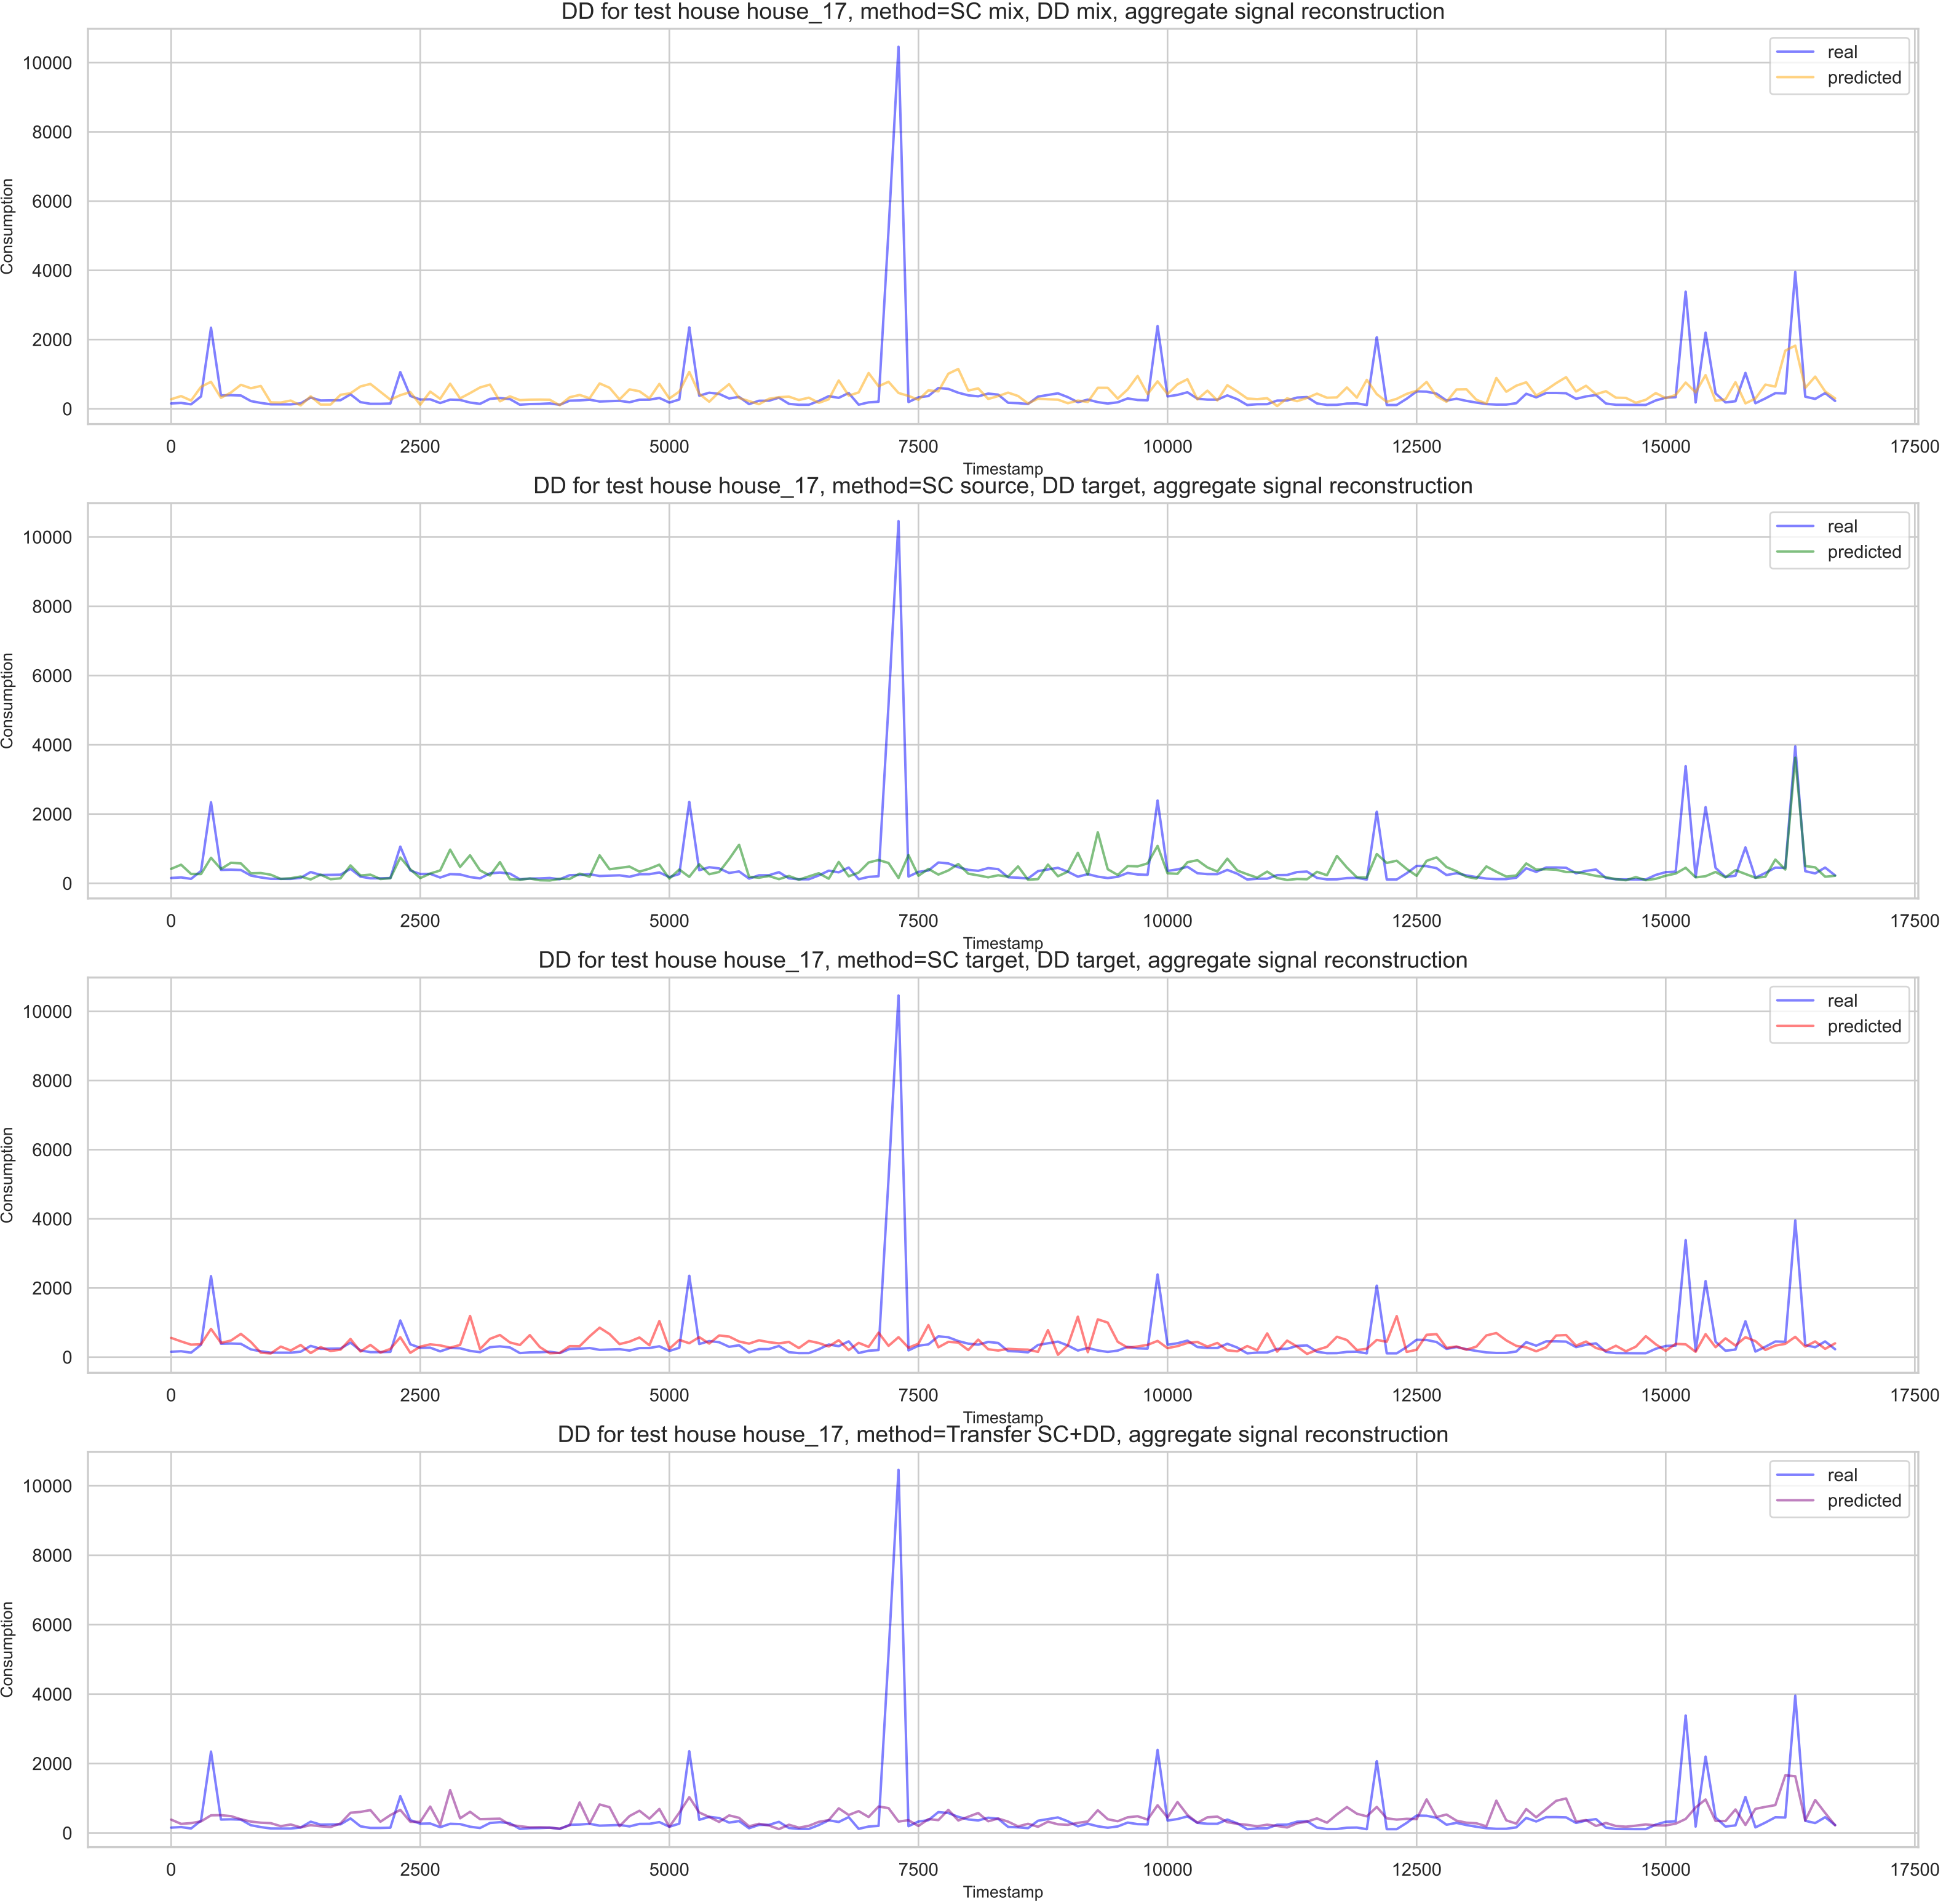 DD for test house house_17, method=SC mix, DD mix, aggregate signal reconstruction
real
predicted
10000
8000
6000
4000
2000
0
Consumption
0 2500 5000 7500 10000 12500 15000 17500
Timestamp
DD for test house house_17, method=SC source, DD target, aggregate signal reconstruction
real
predicted
10000
8000
6000
4000
2000
0
Consumption
0 2500 5000 7500 10000 12500 15000 17500
Timestamp
DD for test house house_17, method=SC target, DD target, aggregate signal reconstruction
real
predicted
10000
8000
6000
4000
2000
0
Consumption
0 2500 5000 7500 10000 12500 15000 17500
Timestamp
DD for test house house_17, method=Transfer SC+DD, aggregate signal reconstruction
real
predicted
10000
8000
6000
4000
2000
0
Consumption
0 2500 5000 7500 10000 12500 15000 17500
Timestamp